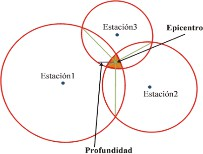 Estación3
Epicentro
Estación1
Estación2
Profundidad